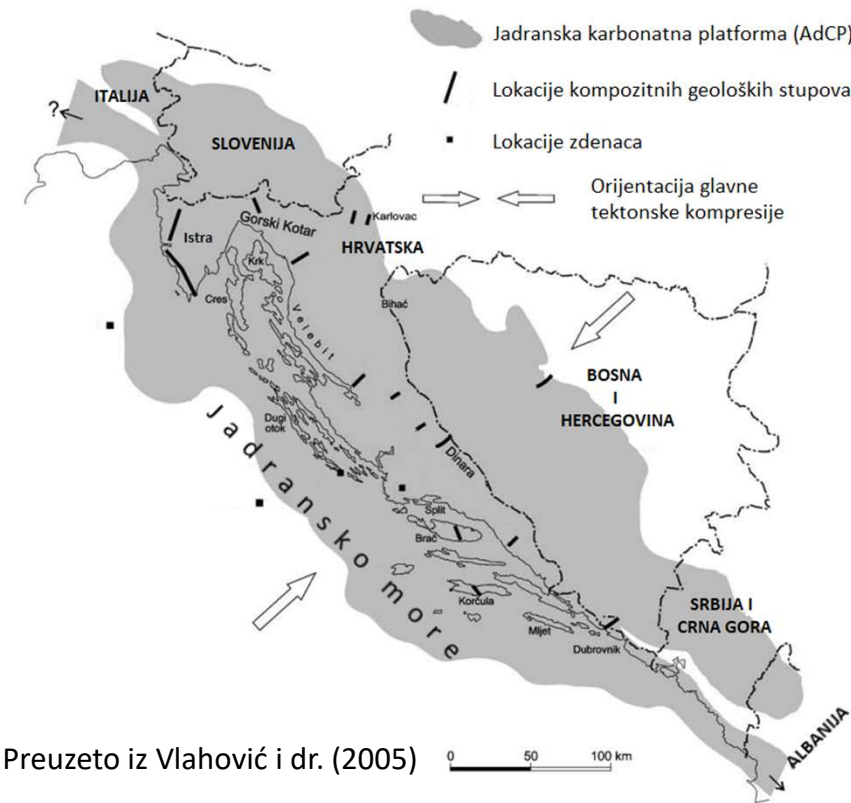 Jadranska karbonatna platforma (AdCP)
Lokacije kompozitnih geoloških stupova
Lokacije zdenaca
Orijentacija glavne
tektonske kompresije
?
ITALIJA
SLOVENIJA
Istra
Gorski Kotar
Karlovac
HRVATSKA
Krk
Cres
Velebit
Bihać
BOSNA
I
HERCEGOVINA
Dugi
otok
Dinara
Jadransko more
Split
Brač
Korčula
Mljet
Dubrovnik
SRBIJA I
CRNA GORA
ALBANIJA
Preuzeto iz Vlahović i dr. (2005)
0 50 100 km